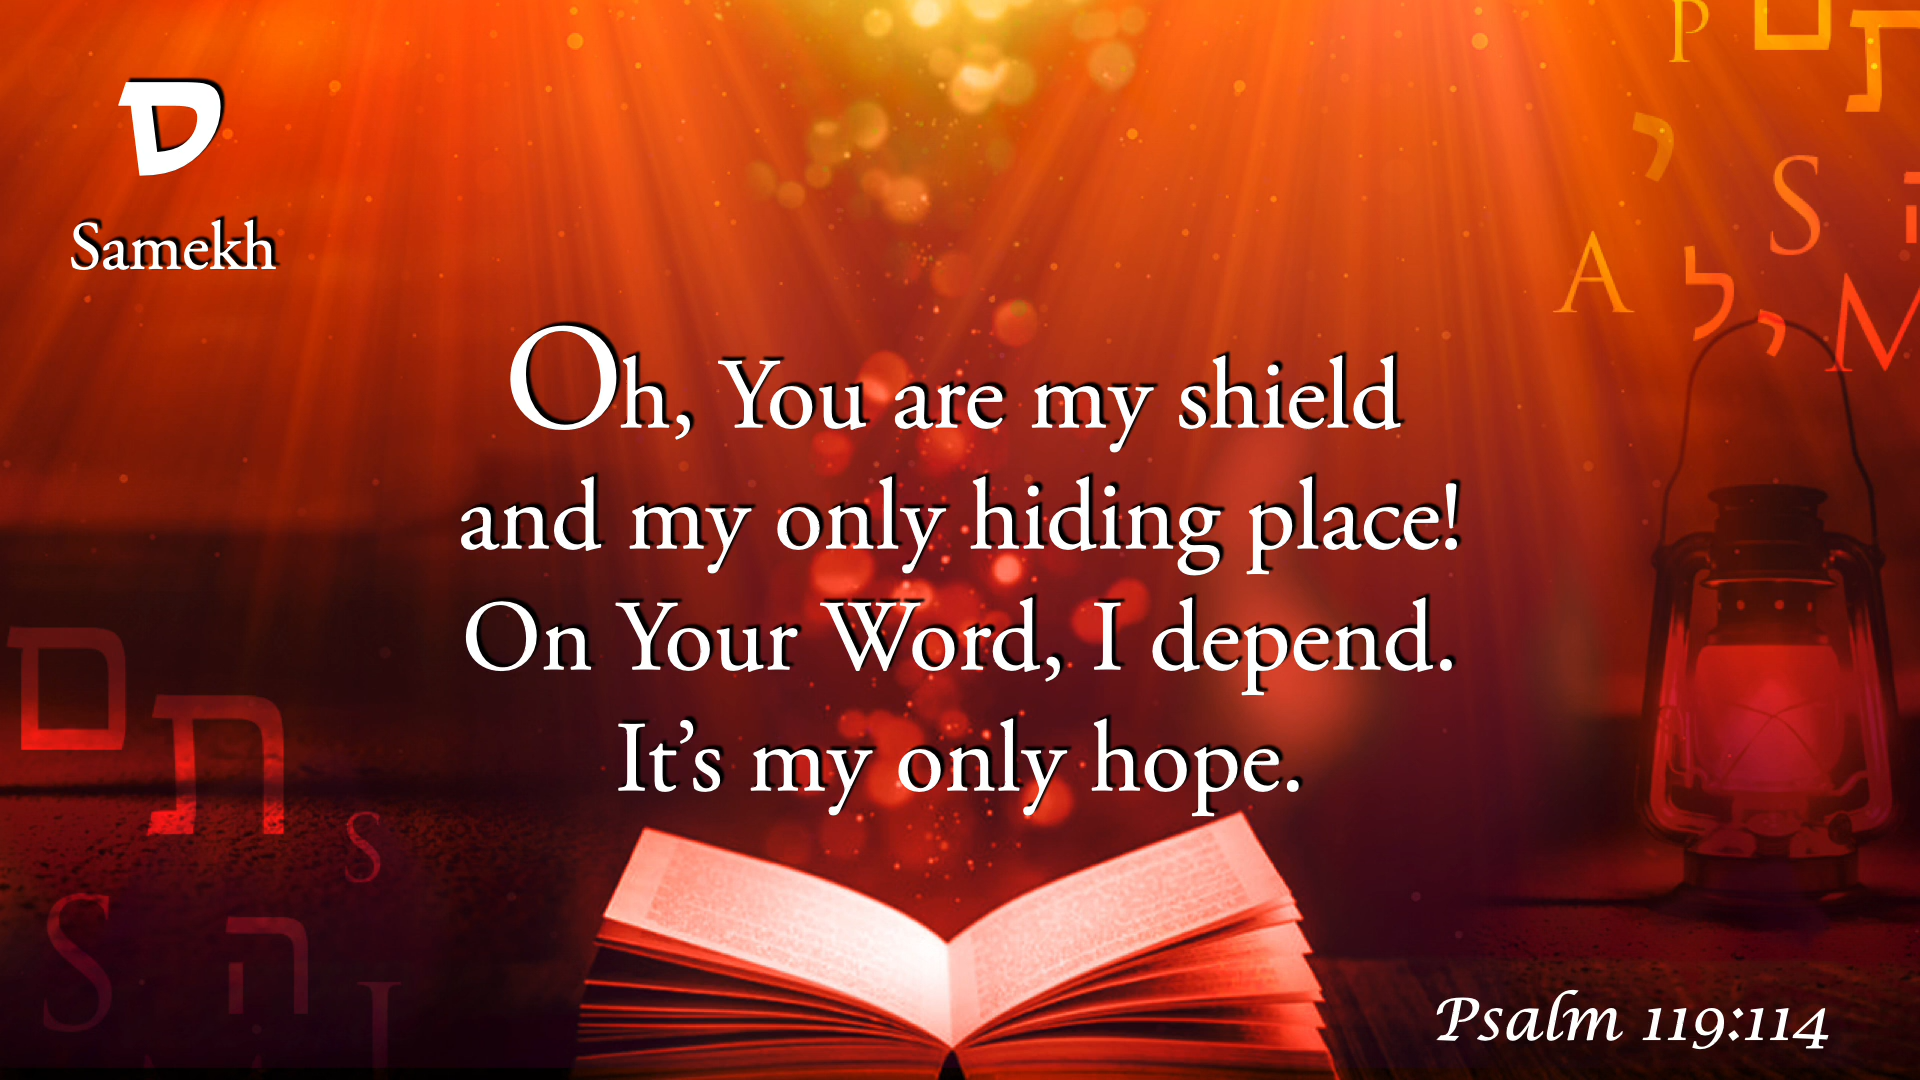 ס
Samekh
Oh, You are my shield
and my only hiding place!
On Your Word, I depend.
It’s my only hope.
Psalm 119:114
P ם ת
י
S ה
A ל י M
ם ת
S
S ה I